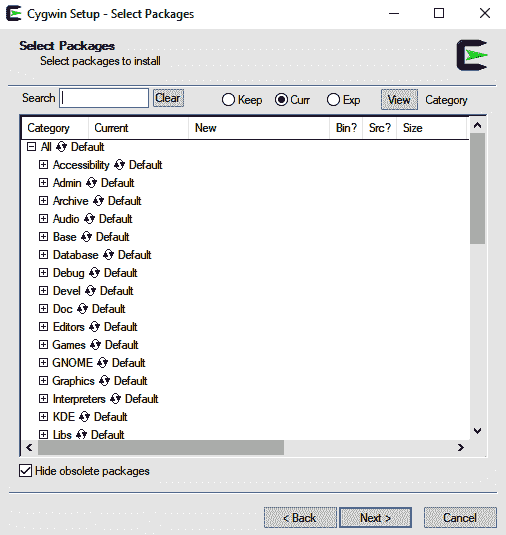 Cygwin Setup - Select Packages
Select Packages
Select packages to install
Search Clear Keep Curr Exp View Category
Category Current New Bin? Src? Size
All Default
Accessibility Default
Admin Default
Archive Default
Audio Default
Base Default
Database Default
Debug Default
Devel Default
Doc Default
Editors Default
Games Default
GNOME Default
Graphics Default
Interpreters Default
KDE Default
Libs Default
Hide obsolete packages
< Back Next > Cancel